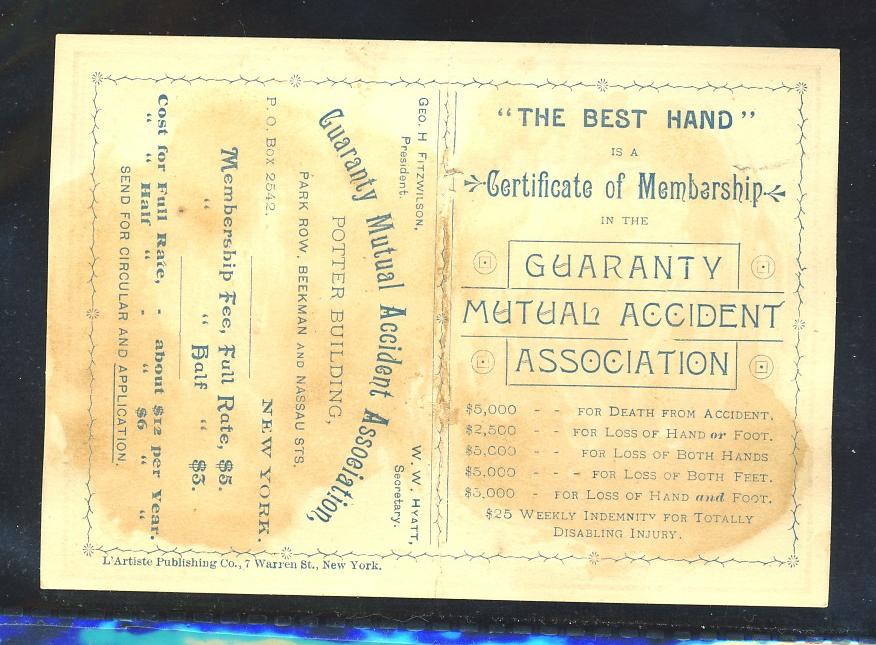 "THE BEST HAND"
IS A
Certificate of Membership
IN THE
GUARANTY
MUTUAL ACCIDENT
ASSOCIATION
$5,000 - - FOR DEATH FROM ACCIDENT.
$2,500 - - FOR LOSS OF HAND or FOOT.
$5,000 - - FOR LOSS OF BOTH HANDS
$5,000 - - - FOR LOSS OF BOTH FEET.
$5,000 - FOR LOSS OF HAND and FOOT.
$25 WEEKLY INDEMNITY FOR TOTALLY
DISABLING INJURY.
GEO. H FITZWILSON, W. W. HYATT,
President. Secretary.
Guaranty Mutual Accident Association,
POTTER BUILDING,
PARK ROW, BEEKMAN AND NASSAU STS.
P. O. Box 2542. NEW YORK.
Membership Fee, Full Rate, $5.
" " Half " $3.
Cost for Full Rate, - about $12 per Year.
" " Half " - " $6 " "
SEND FOR CIRCULAR AND APPLICATION.
L'Artiste Publishing Co., 7 Warren St., New York.